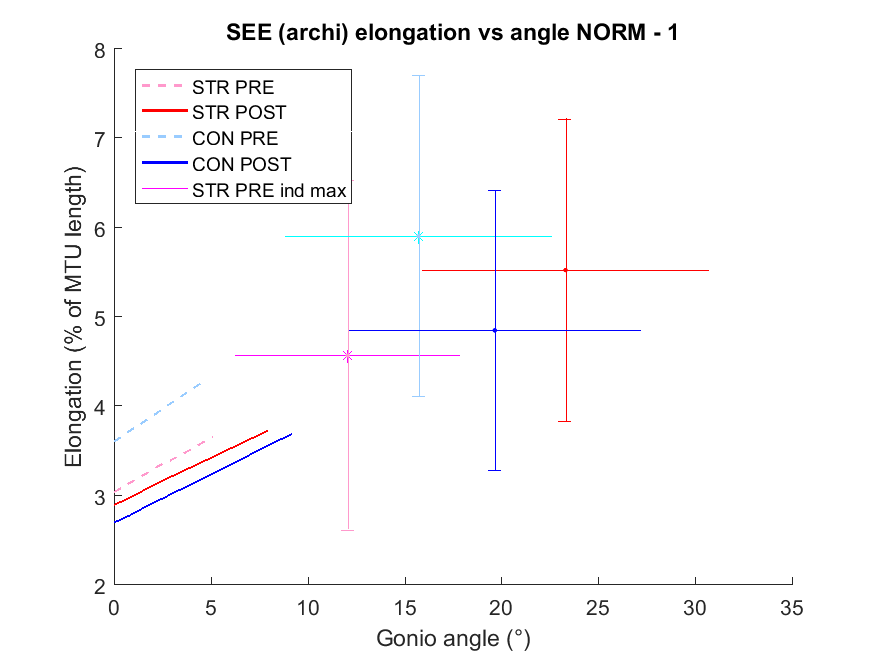 SEE (archi) elongation vs angle NORM - 1
8
7
6
5
4
3
2
Elongation (% of MTU length)
STR PRE
STR POST
CON PRE
CON POST
STR PRE ind max
0 5 10 15 20 25 30 35
Gonio angle (°)